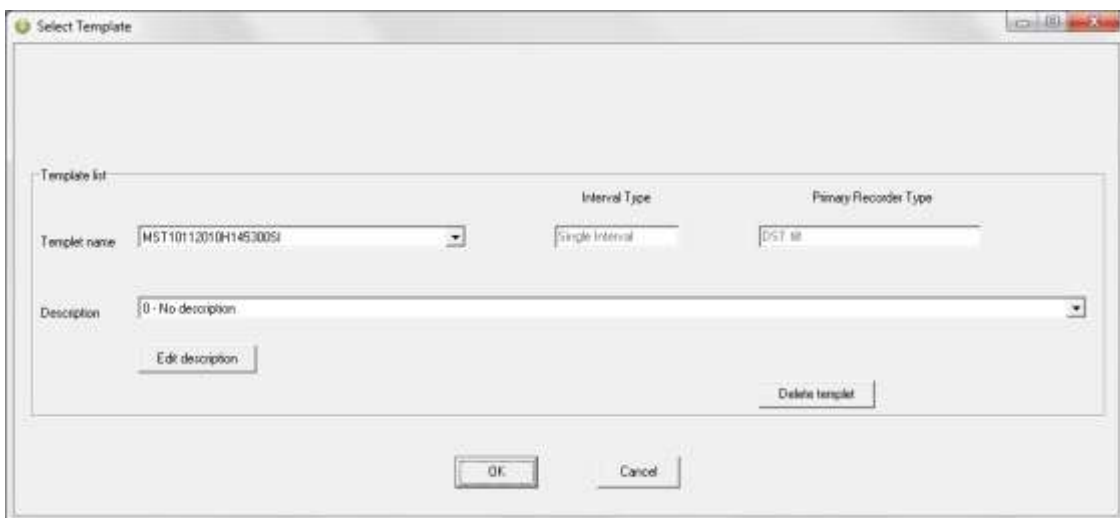 Select Template
Template list
Interval Type
Primary Recorder Type
Templet name
MST10112010H145300SI
Single Interval
DST tilt
Description
0 - No description
Edit description
Delete templet
OK
Cancel